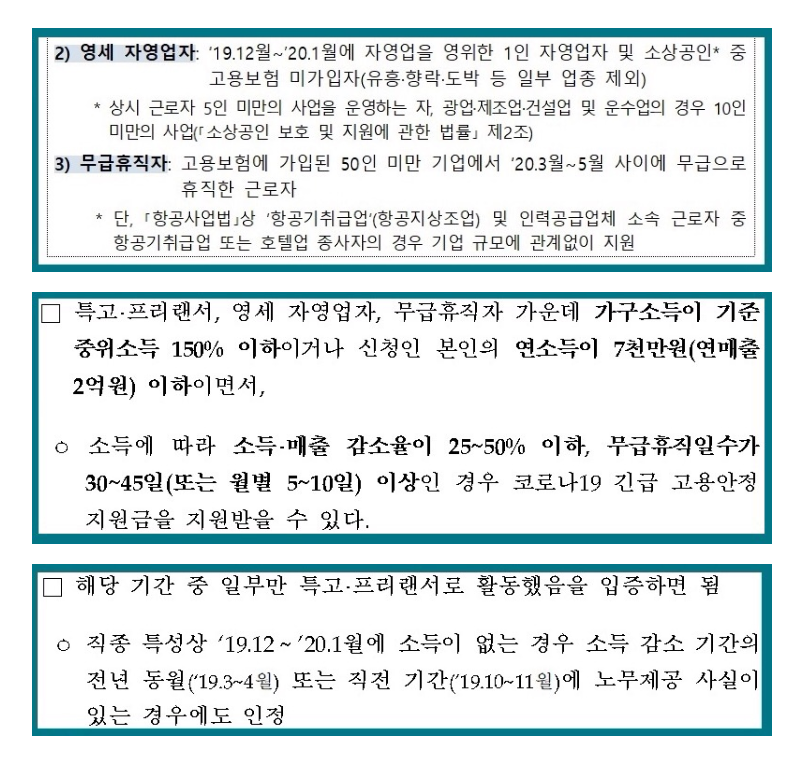 2) 영세 자영업자: '19.12월~'20.1월에 자영업을 영위한 1인 자영업자 및 소상공인* 중
고용보험 미가입자(유흥·향락·도박 등 일부 업종 제외)
* 상시 근로자 5인 미만의 사업을 운영하는 자, 광업·제조업·건설업 및 운수업의 경우 10인
미만의 사업(「소상공인 보호 및 지원에 관한 법률」 제2조)
3) 무급휴직자: 고용보험에 가입된 50인 미만 기업에서 '20.3월~5월 사이에 무급으로
휴직한 근로자
* 단, 「항공사업법」상 '항공기취급업'(항공지상조업) 및 인력공급업체 소속 근로자 중
항공기취급업 또는 호텔업 종사자의 경우 기업 규모에 관계없이 지원
□ 특고·프리랜서, 영세 자영업자, 무급휴직자 가운데 가구소득이 기준
중위소득 150% 이하이거나 신청인 본인의 연소득이 7천만원(연매출
2억원) 이하이면서,
ㅇ 소득에 따라 소득·매출 감소율이 25~50% 이하, 무급휴직일수가
30~45일(또는 월별 5~10일) 이상인 경우 코로나19 긴급 고용안정
지원금을 지원받을 수 있다.
□ 해당 기간 중 일부만 특고·프리랜서로 활동했음을 입증하면 됨
ㅇ 직종 특성상 '19.12~'20.1월에 소득이 없는 경우 소득 감소 기간의
전년 동월('19.3~4월) 또는 직전 기간('19.10~11월)에 노무제공 사실이
있는 경우에도 인정